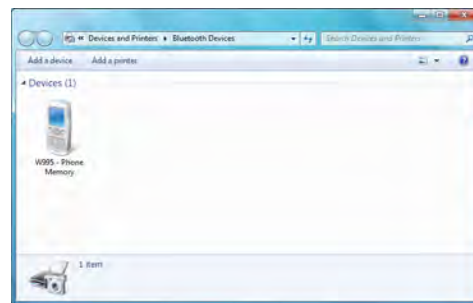 « Devices and Printers ▸ Bluetooth Devices
Search Devices and Printers
Add a device Add a printer
Devices (1)
W995 - Phone
Memory
1 item